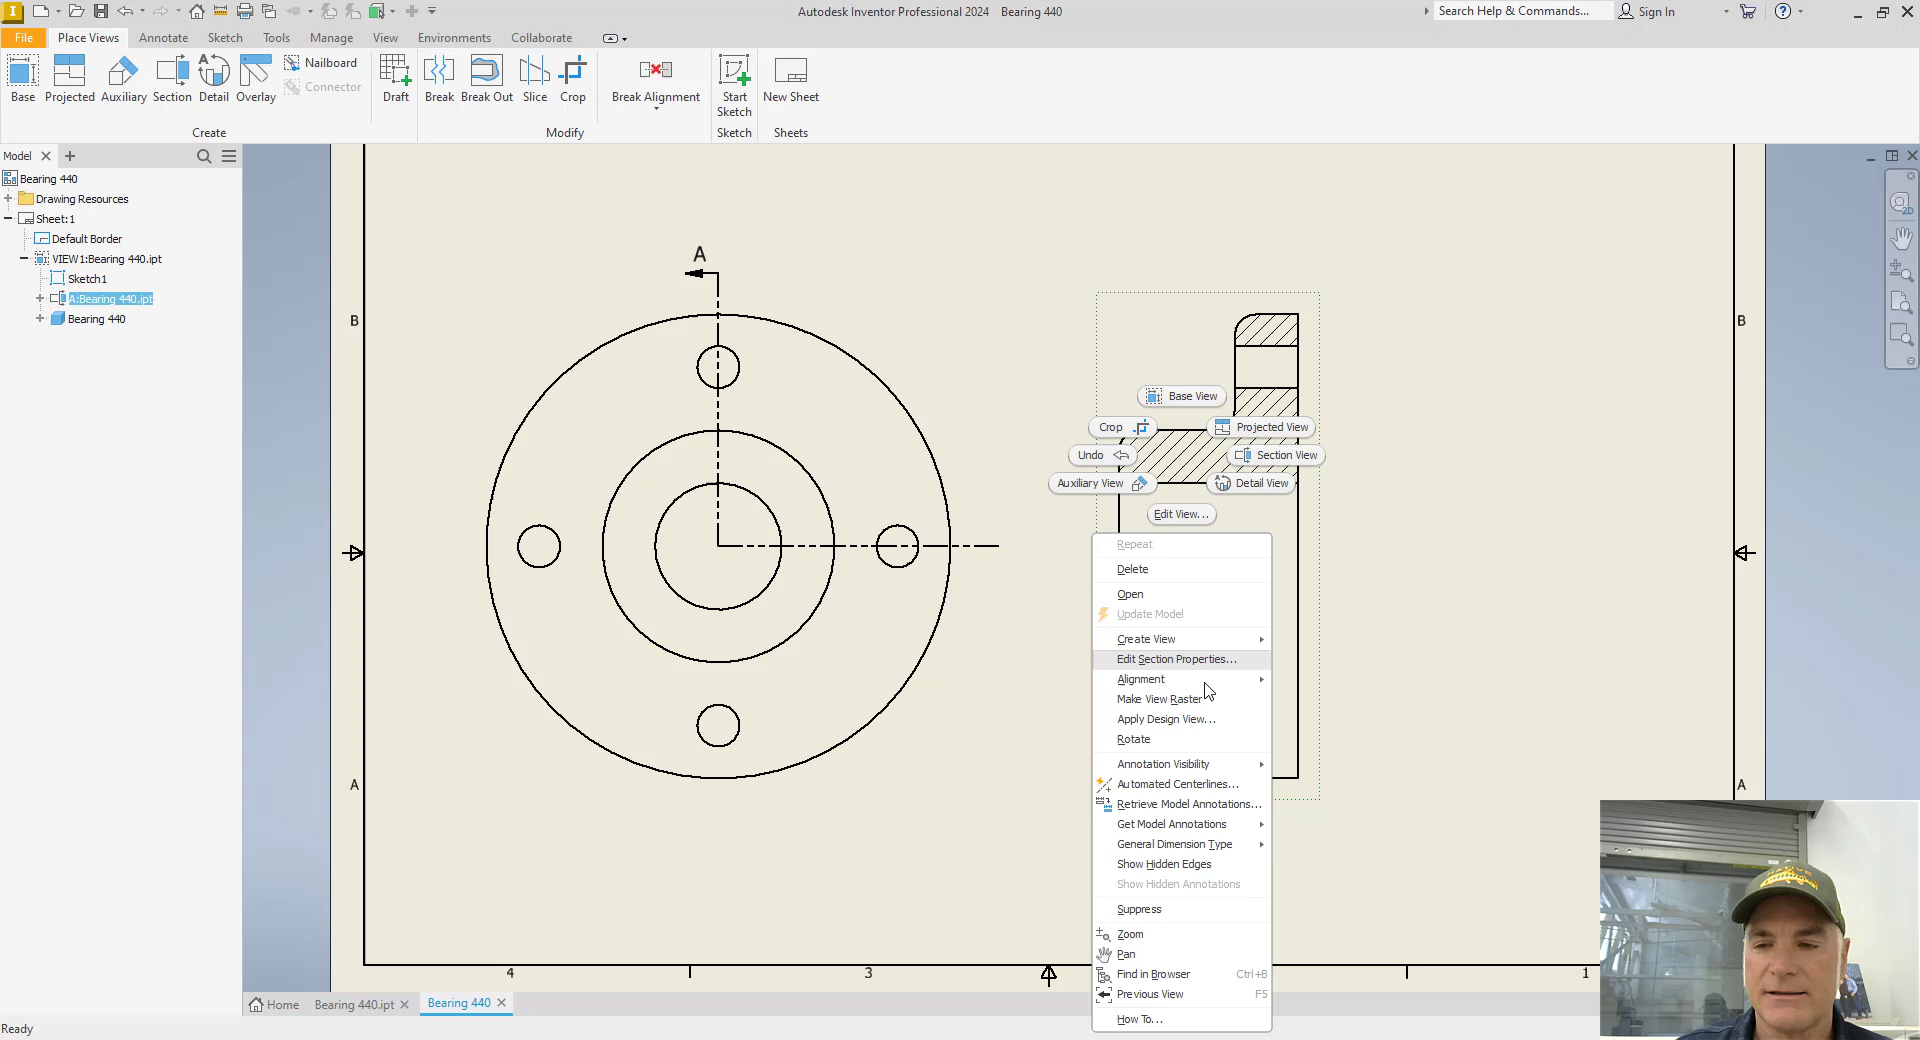 Autodesk Inventor Professional 2024 Bearing 440
Search Help & Commands...
Sign In
File
Place Views
Annotate
Sketch
Tools
Manage
View
Environments
Collaborate
Base
Projected
Auxiliary
Section
Detail
Overlay
Nailboard
Connector
Draft
Break
Break Out
Slice
Crop
Break Alignment
Start
Sketch
New Sheet
Create
Modify
Sketch
Sheets
Model
Bearing 440
Drawing Resources
Sheet:1
Default Border
VIEW1:Bearing 440.ipt
Sketch1
A:Bearing 440.ipt
Bearing 440
A
B
B
A
A
4
3
1
Base View
Crop
Projected View
Undo
Section View
Auxiliary View
Detail View
Edit View...
Repeat
Delete
Open
Update Model
Create View
Edit Section Properties...
Alignment
Make View Raster
Apply Design View...
Rotate
Annotation Visibility
Automated Centerlines...
Retrieve Model Annotations...
Get Model Annotations
General Dimension Type
Show Hidden Edges
Show Hidden Annotations
Suppress
Zoom
Pan
Find in Browser Ctrl+B
Previous View F5
How To...
Home
Bearing 440.ipt
Bearing 440
Ready